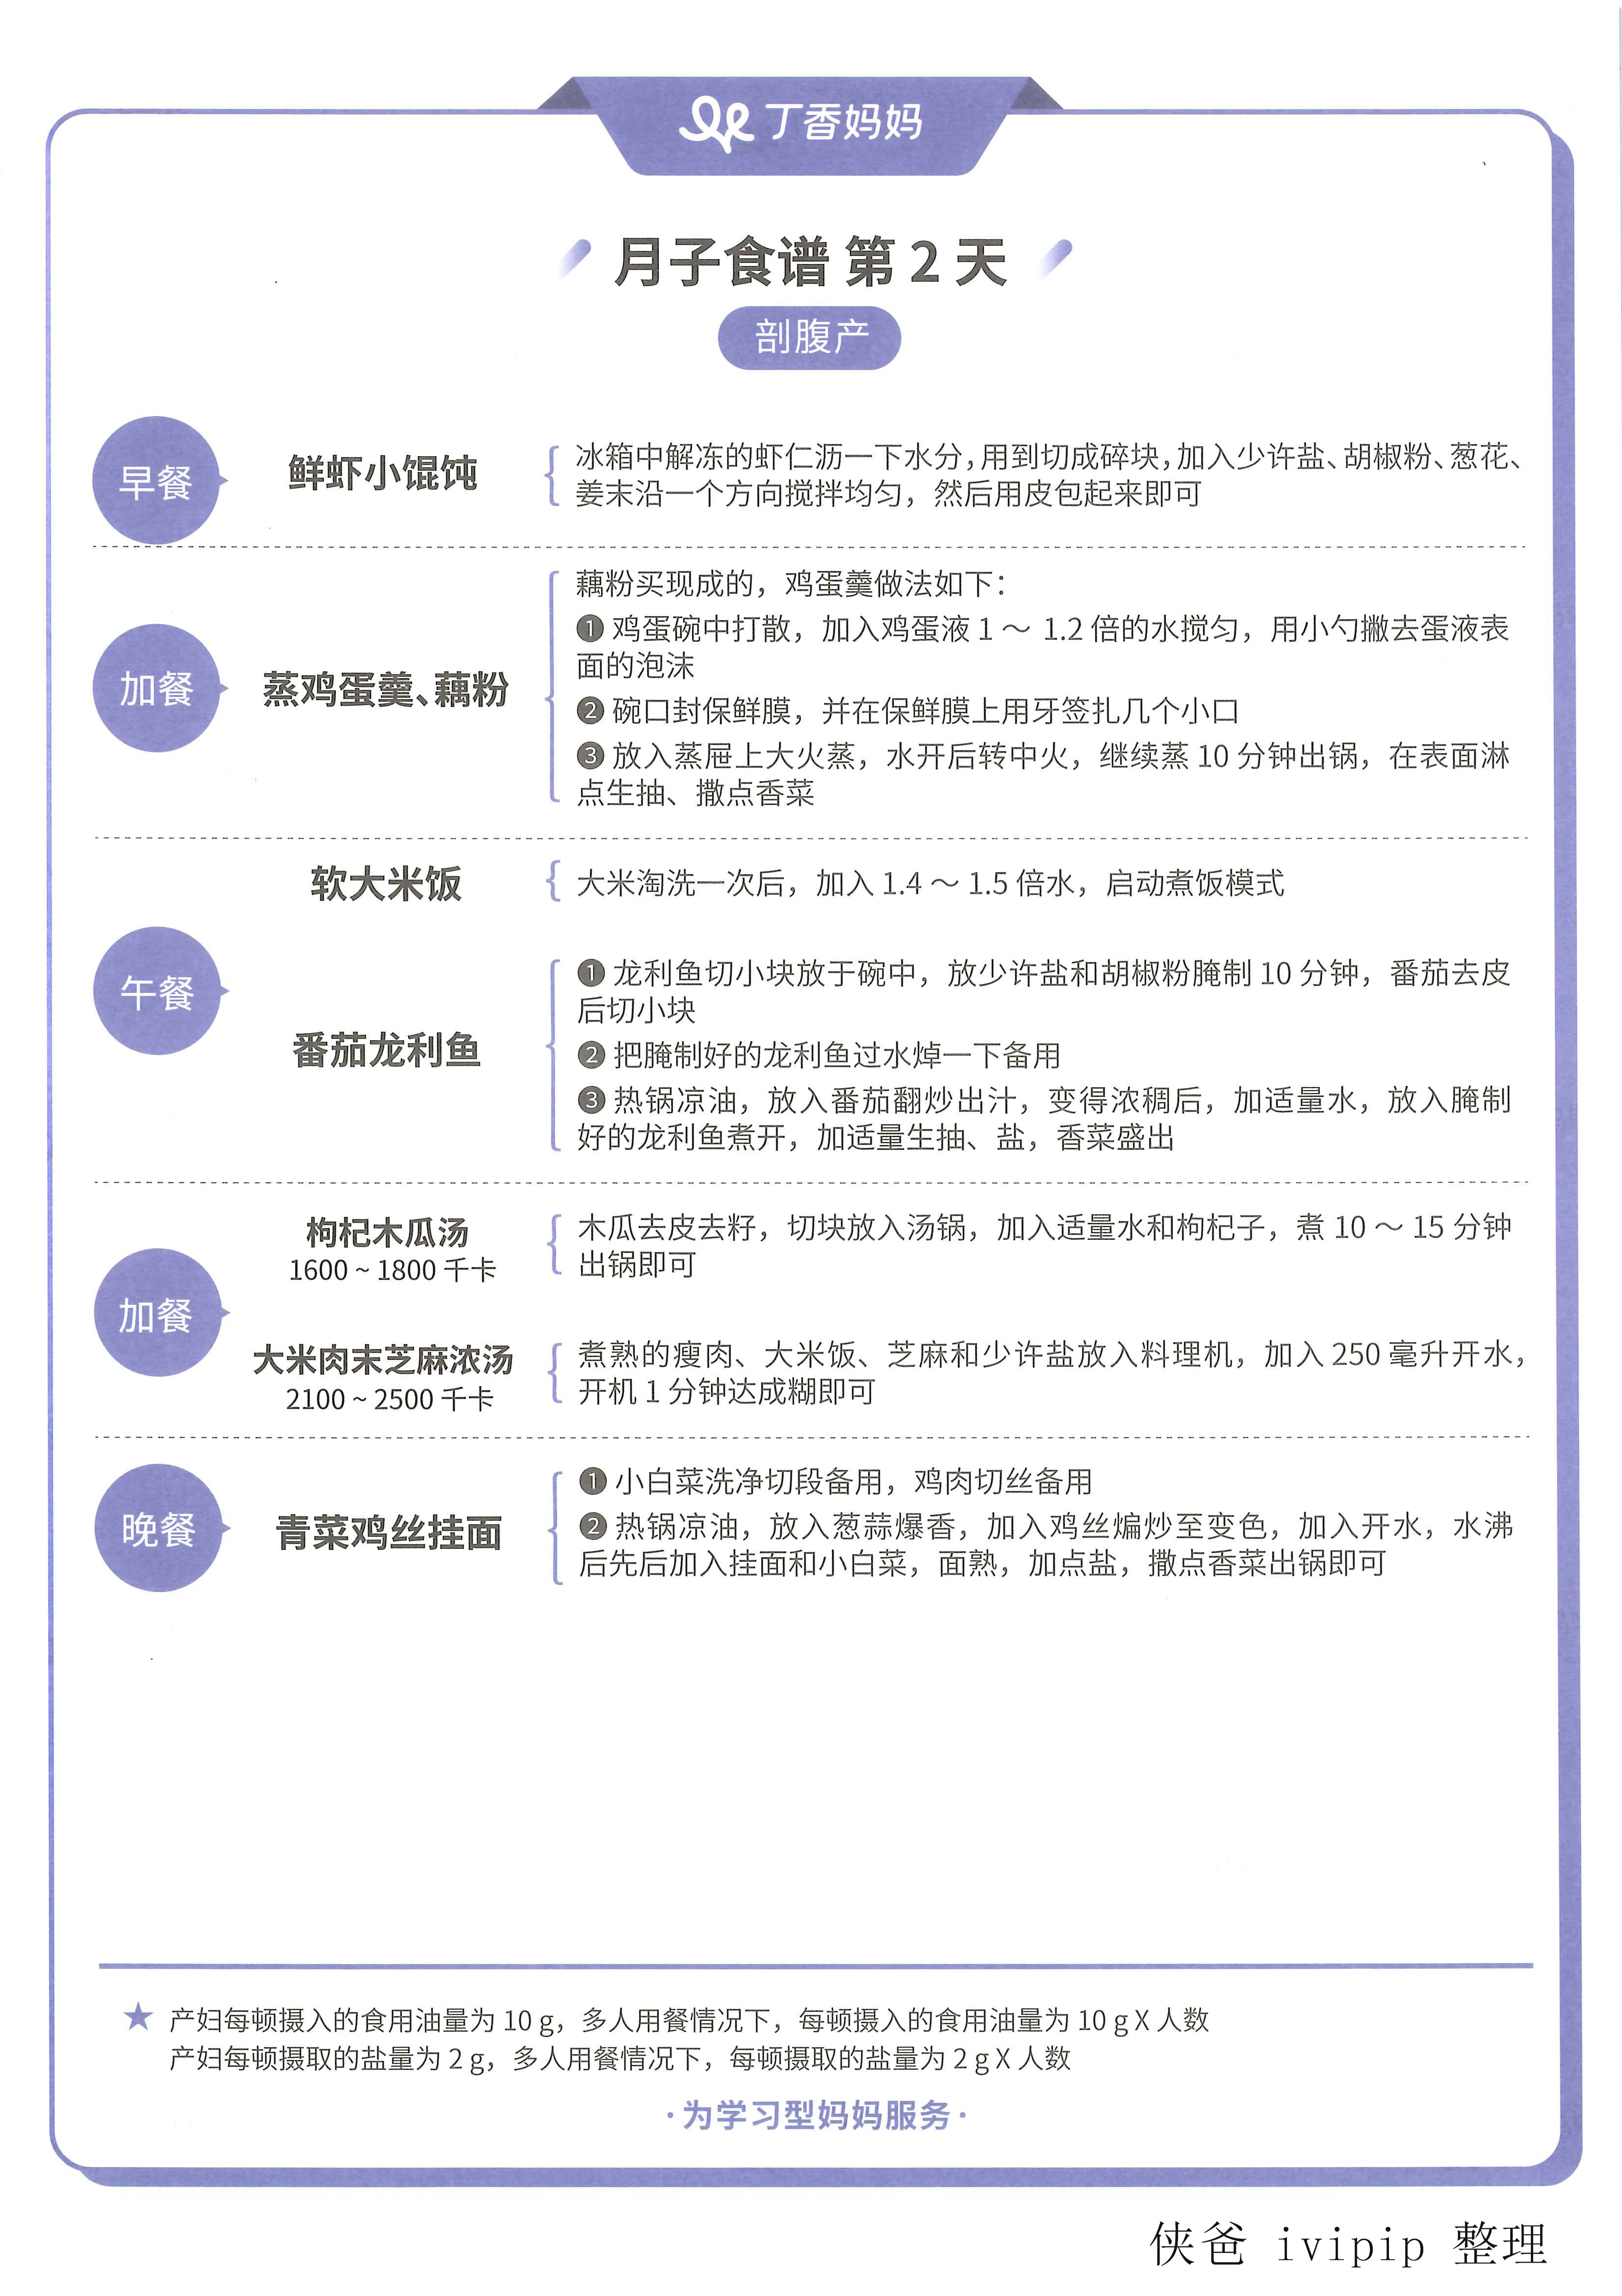 丁香妈妈
月子食谱 第 2 天
剖腹产
早餐
鲜虾小馄饨
冰箱中解冻的虾仁沥一下水分，用到切成碎块，加入少许盐、胡椒粉、葱花、
姜末沿一个方向搅拌均匀，然后用皮包起来即可
加餐
蒸鸡蛋羹、藕粉
藕粉买现成的，鸡蛋羹做法如下：
❶ 鸡蛋碗中打散，加入鸡蛋液 1 ～ 1.2 倍的水搅匀，用小勺撇去蛋液表
面的泡沫
❷ 碗口封保鲜膜，并在保鲜膜上用牙签扎几个小口
❸ 放入蒸屉上大火蒸，水开后转中火，继续蒸 10 分钟出锅，在表面淋
点生抽、撒点香菜
午餐
软大米饭
大米淘洗一次后，加入 1.4 ～ 1.5 倍水，启动煮饭模式
番茄龙利鱼
❶ 龙利鱼切小块放于碗中，放少许盐和胡椒粉腌制 10 分钟，番茄去皮
后切小块
❷ 把腌制好的龙利鱼过水焯一下备用
❸ 热锅凉油，放入番茄翻炒出汁，变得浓稠后，加适量水，放入腌制
好的龙利鱼煮开，加适量生抽、盐，香菜盛出
加餐
枸杞木瓜汤
1600 ~ 1800 千卡
木瓜去皮去籽，切块放入汤锅，加入适量水和枸杞子，煮 10 ～ 15 分钟
出锅即可
大米肉末芝麻浓汤
2100 ~ 2500 千卡
煮熟的瘦肉、大米饭、芝麻和少许盐放入料理机，加入 250 毫升开水，
开机 1 分钟达成糊即可
晚餐
青菜鸡丝挂面
❶ 小白菜洗净切段备用，鸡肉切丝备用
❷ 热锅凉油，放入葱蒜爆香，加入鸡丝煸炒至变色，加入开水，水沸
后先后加入挂面和小白菜，面熟，加点盐，撒点香菜出锅即可
★ 产妇每顿摄入的食用油量为 10 g，多人用餐情况下，每顿摄入的食用油量为 10 g X 人数
产妇每顿摄取的盐量为 2 g，多人用餐情况下，每顿摄取的盐量为 2 g X 人数
·为学习型妈妈服务·
侠爸 ivipip 整理